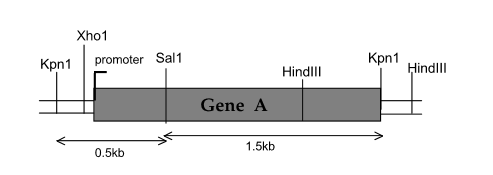 Xho1
Kpn1
promoter
Sal1
HindIII
Kpn1
HindIII
Gene A
0.5kb
1.5kb